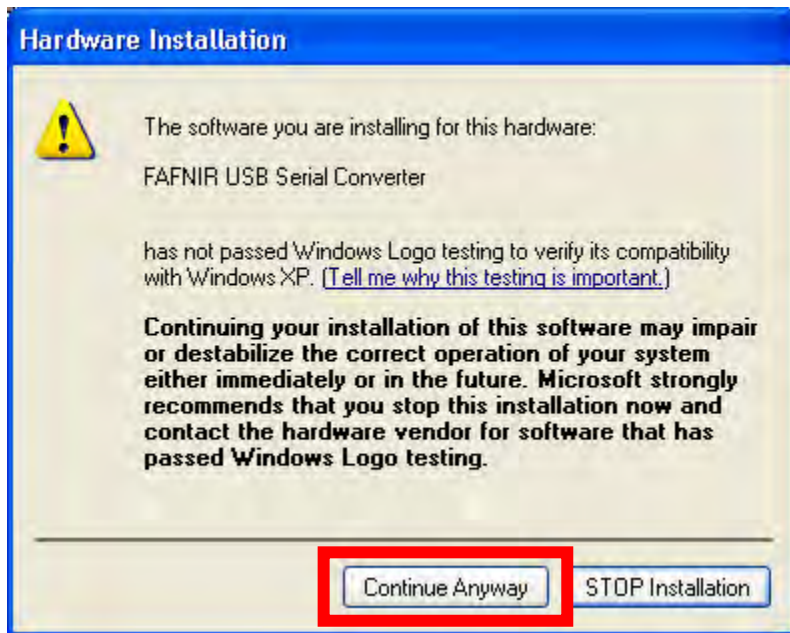 Hardware Installation
The software you are installing for this hardware:
FAFNIR USB Serial Converter
has not passed Windows Logo testing to verify its compatibility
with Windows XP. (Tell me why this testing is important.)
Continuing your installation of this software may impair
or destabilize the correct operation of your system
either immediately or in the future. Microsoft strongly
recommends that you stop this installation now and
contact the hardware vendor for software that has
passed Windows Logo testing.
Continue Anyway
STOP Installation